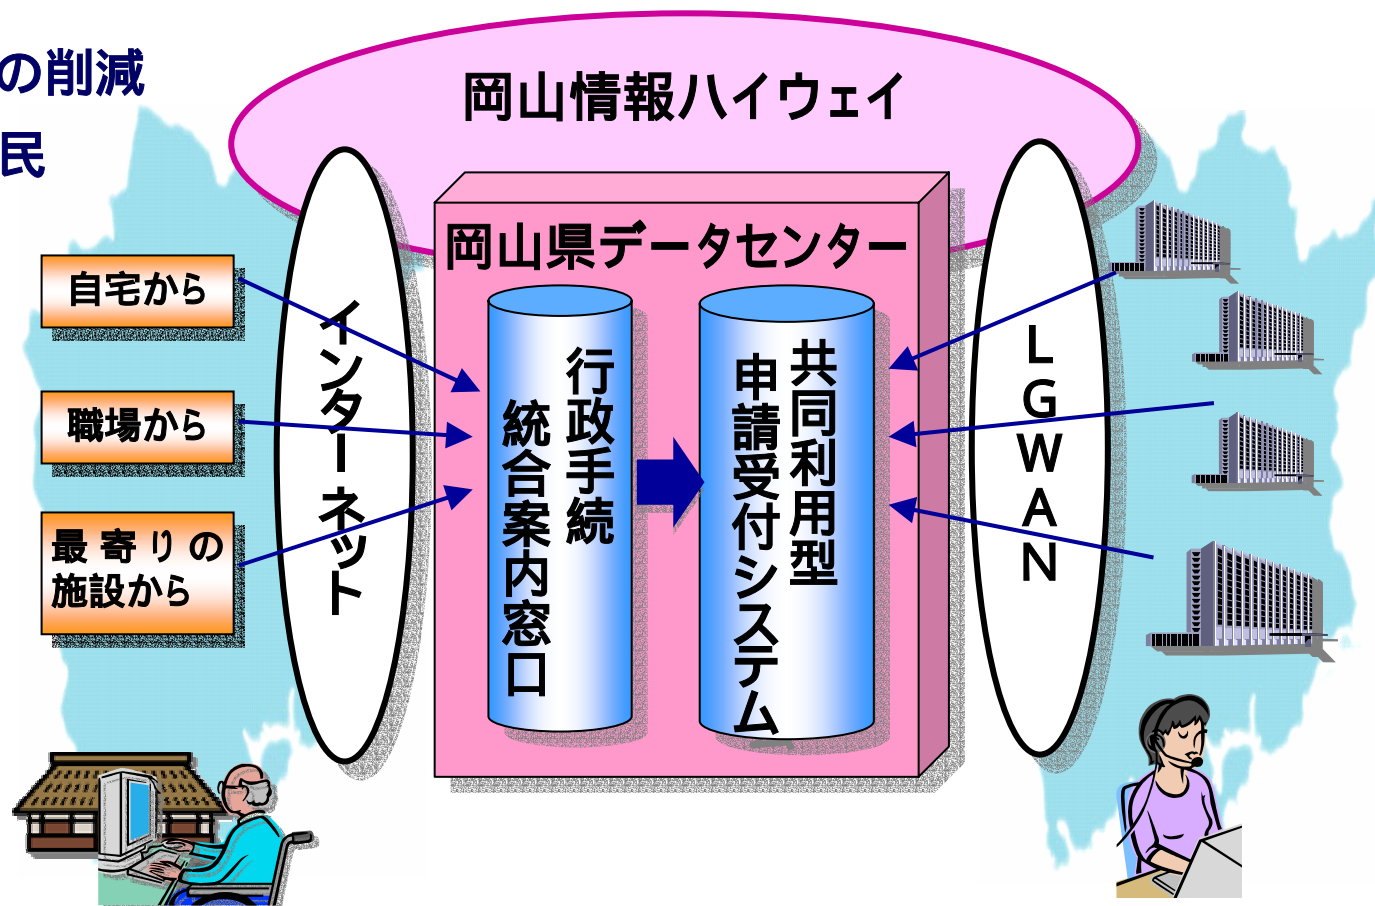 の削減
民
岡山情報ハイウェイ
岡山県データセンター
自宅から
職場から
最寄りの
施設から
インターネット
行政手続
統合案内窓口
共同利用型
申請受付システム
LGWAN